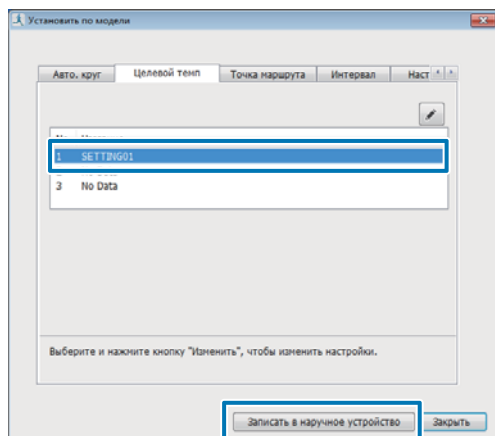 Установить по модели
Авто. круг Целевой темп Точка маршрута Интервал Наст
1 SETTING01
3 No Data
Выберите и нажмите кнопку "Изменить", чтобы изменить настройки.
Записать в наручное устройство Закрыть